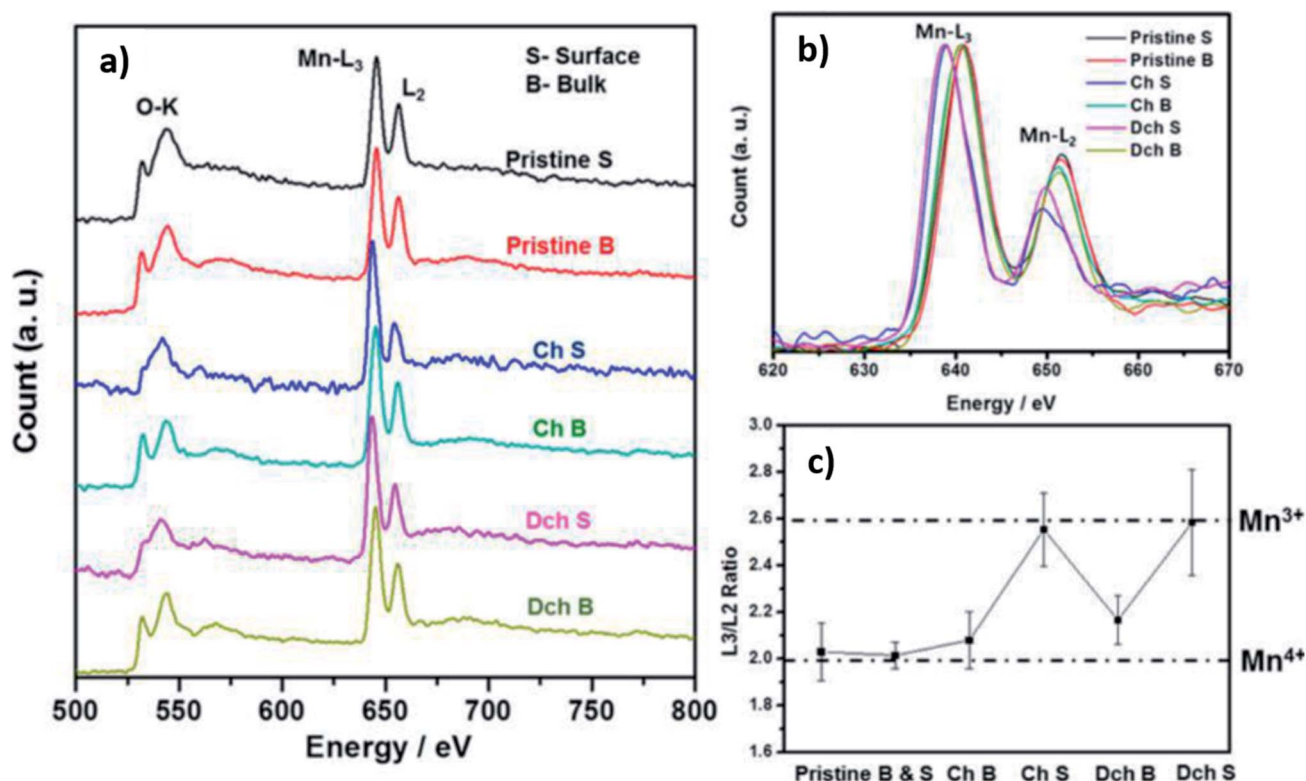 a)
Mn-L3
S- Surface
B- Bulk
L2
O-K
Pristine S
Pristine B
Ch S
Ch B
Dch S
Dch B
Count (a. u.)
500 550 600 650 700 750 800
Energy / eV
b)
Mn-L3
Mn-L2
Pristine S
Pristine B
Ch S
Ch B
Dch S
Dch B
Count (a. u.)
620 630 640 650 660 670
Energy / eV
c)
3.0
2.8
2.6
2.4
2.2
2.0
1.8
1.6
L3/L2 Ratio
Mn3+
Mn4+
Pristine B & S Ch B Ch S Dch B Dch S